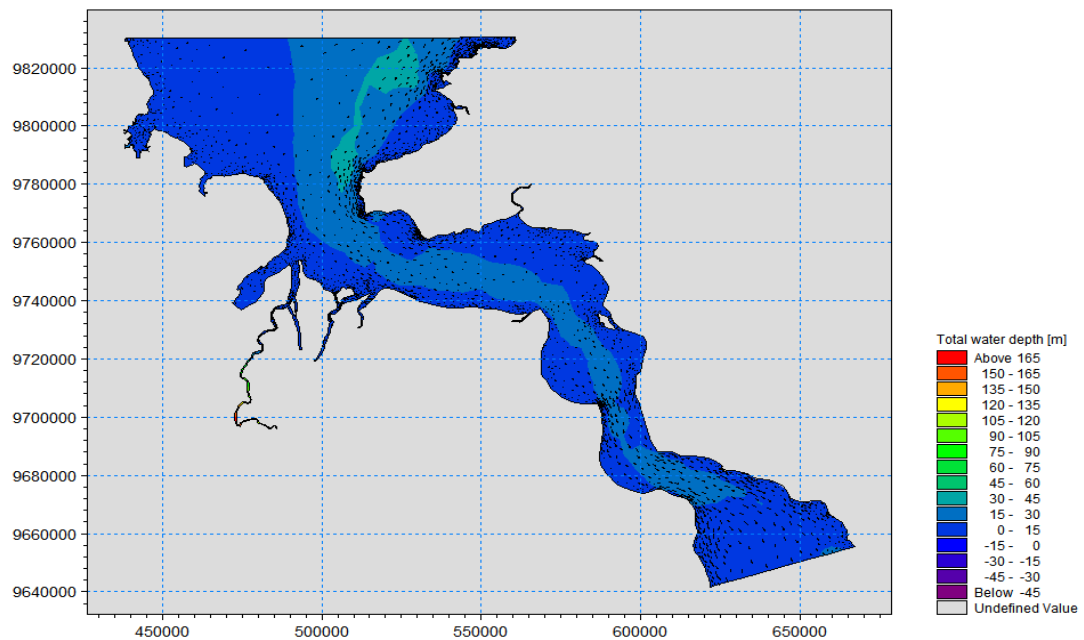 9820000
9800000
9780000
9760000
9740000
9720000
9700000
9680000
9660000
9640000
450000 500000 550000 600000 650000
Total water depth [m]
Above 165
150 - 165
135 - 150
120 - 135
105 - 120
90 - 105
75 - 90
60 - 75
45 - 60
30 - 45
15 - 30
0 - 15
-15 - 0
-30 - -15
-45 - -30
Below -45
Undefined Value